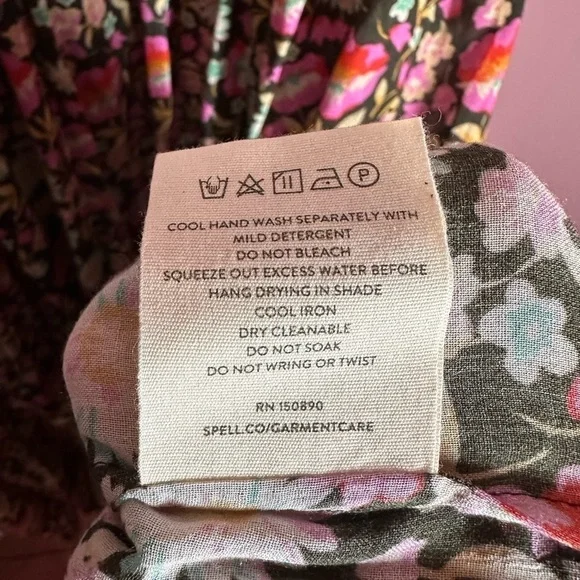 P
COOL HAND WASH SEPARATELY WITH
MILD DETERGENT
DO NOT BLEACH
SQUEEZE OUT EXCESS WATER BEFORE
HANG DRYING IN SHADE
COOL IRON
DRY CLEANABLE
DO NOT SOAK
DO NOT WRING OR TWIST
RN 150890
SPELL.CO/GARMENTCARE